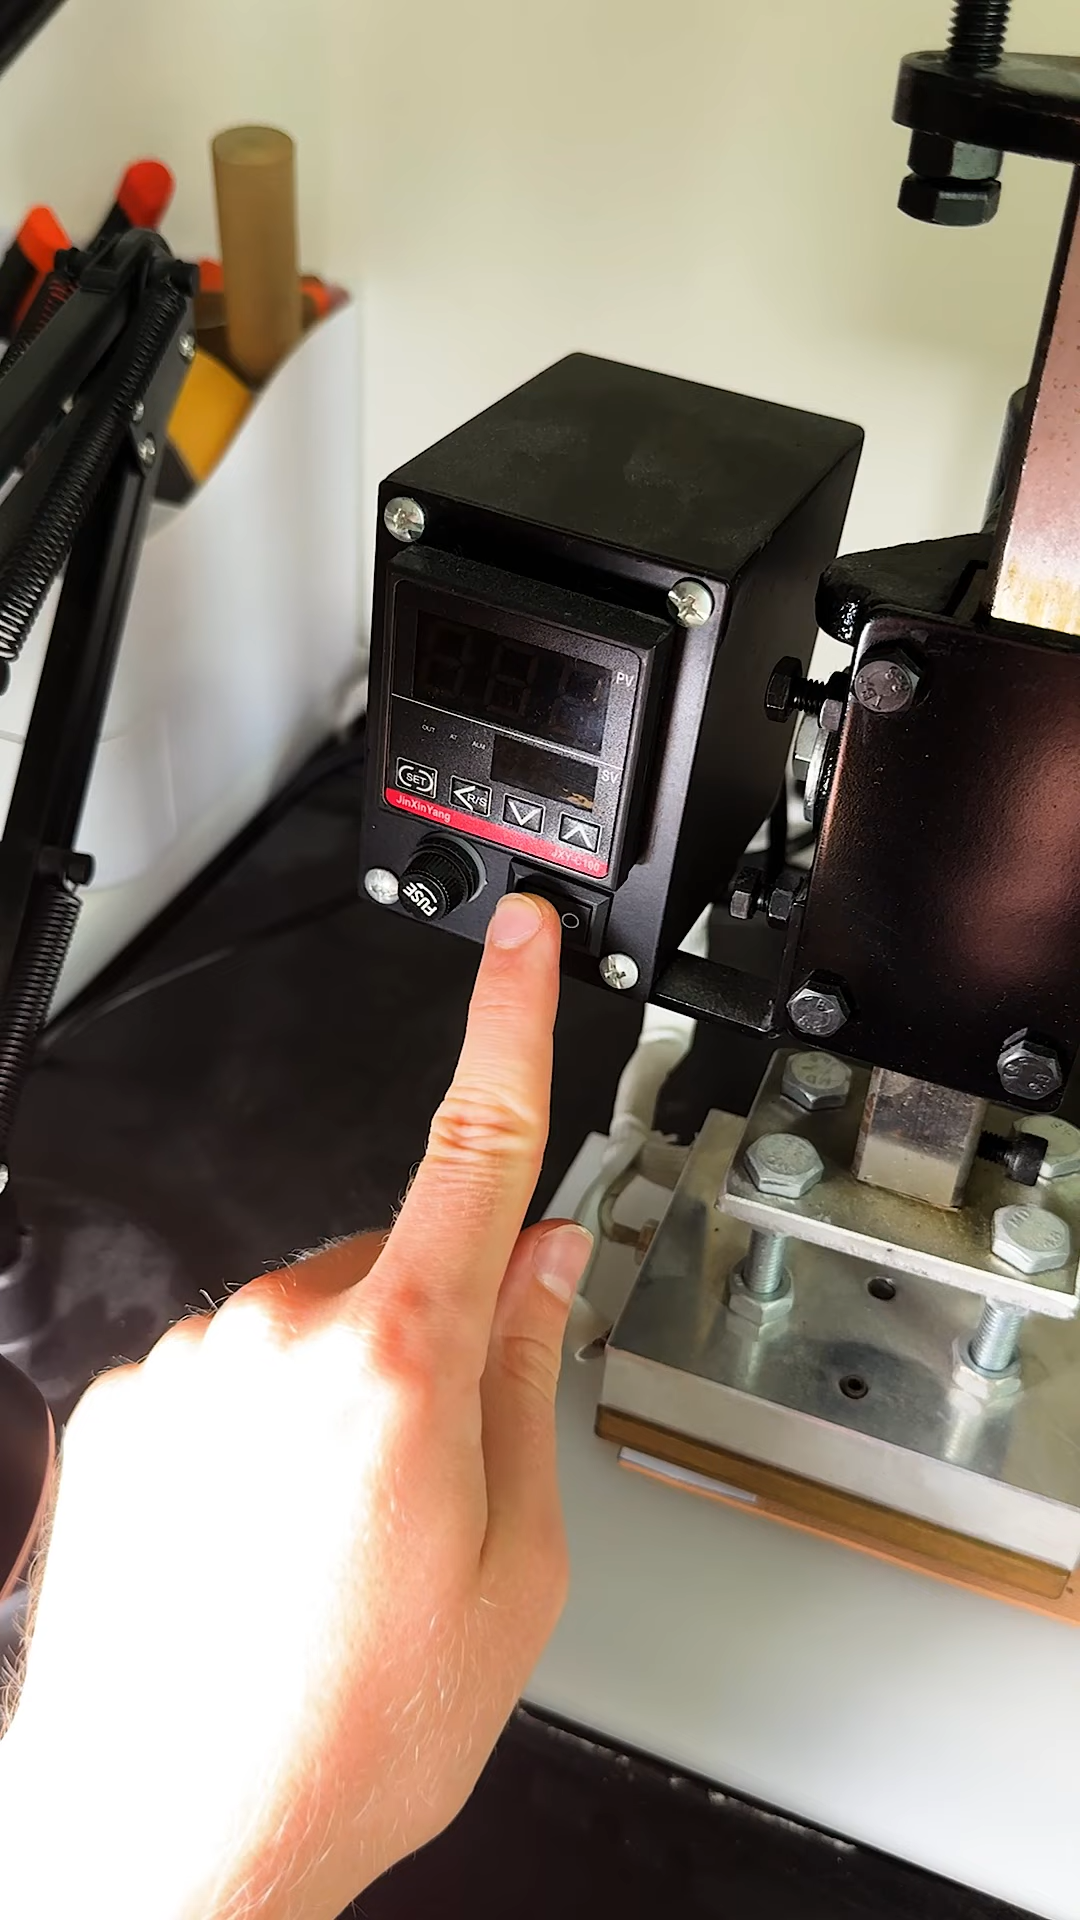 PV
OUT AT ALM
SV
SET
<R/S
JinXinYang
JXY-C100
FUSE